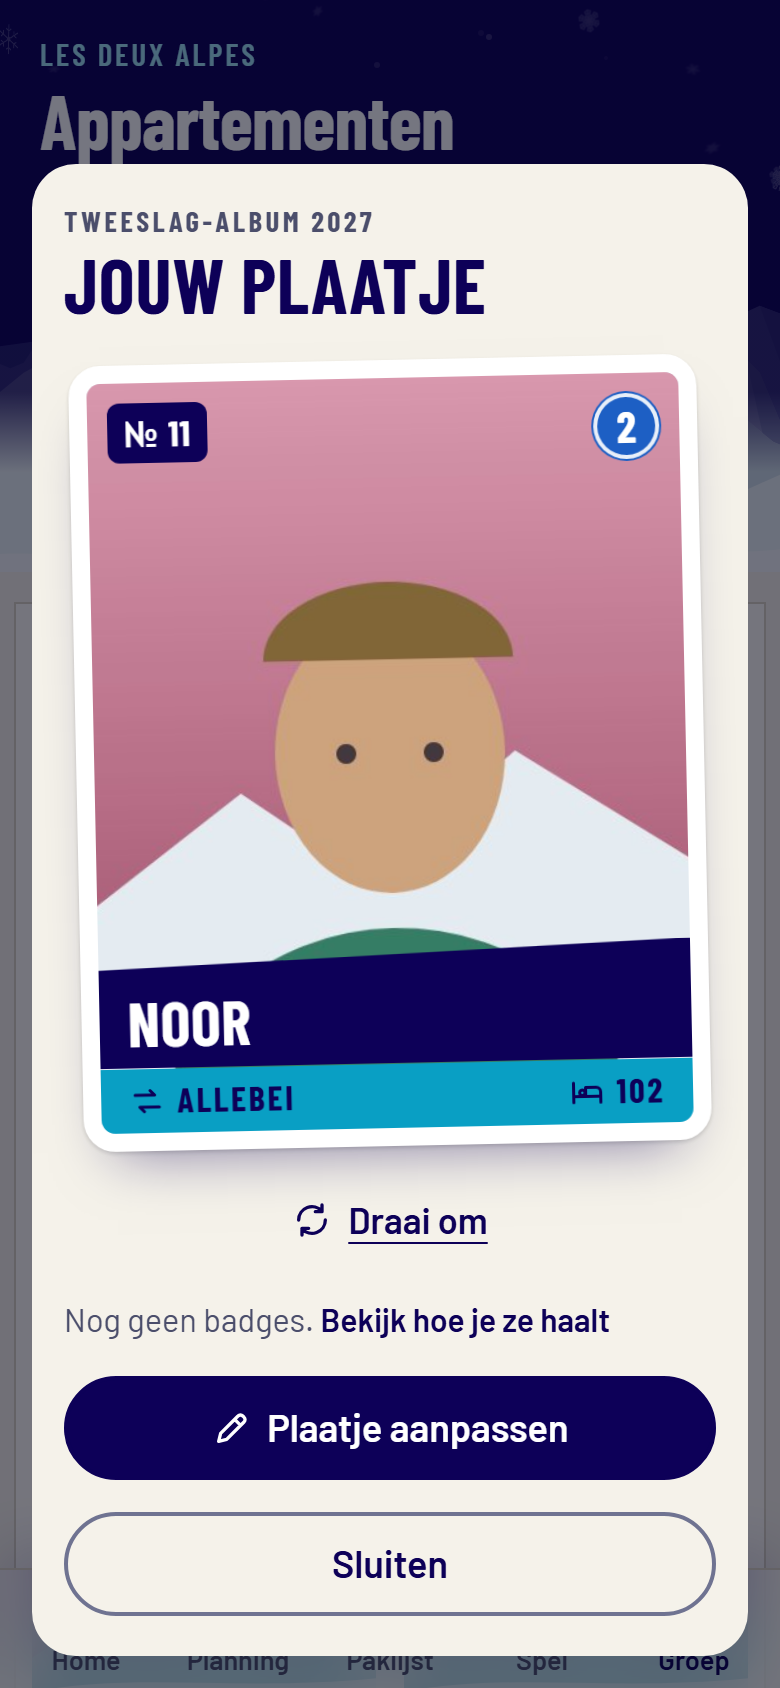 LES DEUX ALPES
Appartementen
TWEESLAG-ALBUM 2027
JOUW PLAATJE
№ 11
2
NOOR
ALLEBEI
102
Draai om
Nog geen badges. Bekijk hoe je ze haalt
Plaatje aanpassen
Sluiten
Home Planning Paklijst Spel Groep